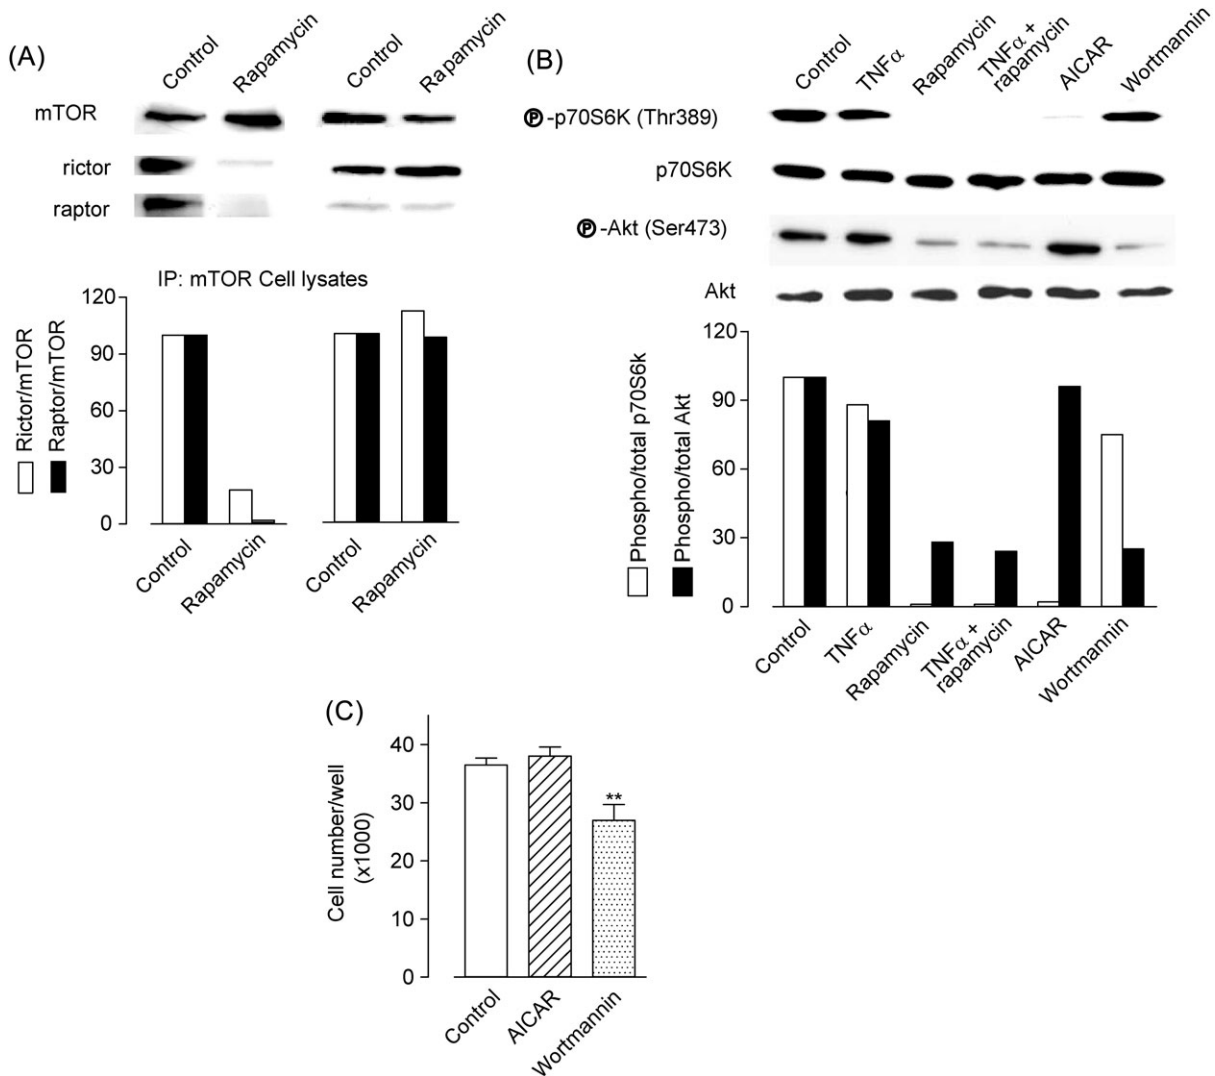 (A)
Control
Rapamycin
Control
Rapamycin
mTOR
rictor
raptor
IP: mTOR Cell lysates
120
90
60
30
0
Rictor/mTOR
Raptor/mTOR
Control
Rapamycin
Control
Rapamycin
(B)
Control
TNFα
Rapamycin
TNFα +
rapamycin
AICAR
Wortmannin
Ⓟ-p70S6K (Thr389)
p70S6K
Ⓟ-Akt (Ser473)
Akt
120
90
60
30
0
Phospho/total p70S6k
Phospho/total Akt
Control
TNFα
Rapamycin
TNFα +
rapamycin
AICAR
Wortmannin
(C)
40
30
20
10
0
Cell number/well
(x1000)
**
Control
AICAR
Wortmannin